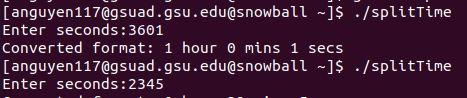 [anguyen117@gsuad.gsu.edu@snowball ~]$ ./splitTime
Enter seconds:3601
Converted format: 1 hour 0 mins 1 secs
[anguyen117@gsuad.gsu.edu@snowball ~]$ ./splitTime
Enter seconds:2345